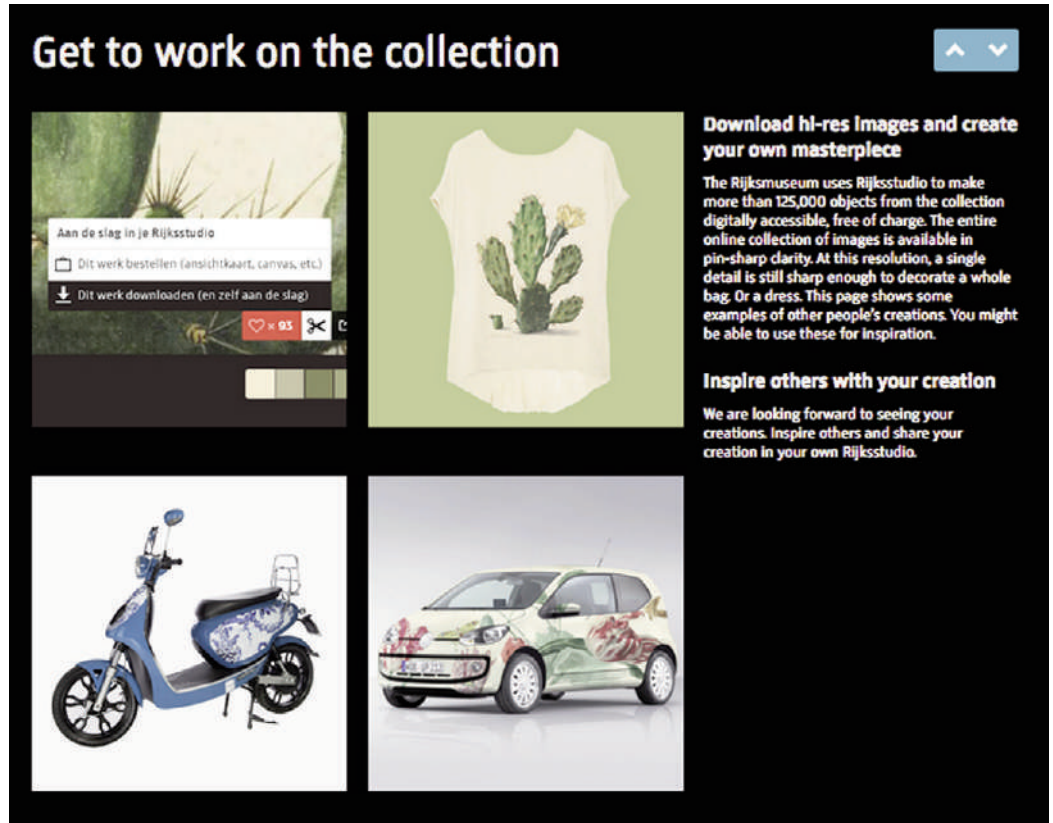 Get to work on the collection
Aan de slag in je Rijksstudio
Dit werk bestellen (ansichtkaart, canvas, etc.)
Dit werk downloaden (en zelf aan de slag)
× 93
Download hi-res images and create
your own masterpiece
The Rijksmuseum uses Rijksstudio to make
more than 125,000 objects from the collection
digitally accessible, free of charge. The entire
online collection of images is available in
pin-sharp clarity. At this resolution, a single
detail is still sharp enough to decorate a whole
bag. Or a dress. This page shows some
examples of other people's creations. You might
be able to use these for inspiration.
Inspire others with your creation
We are looking forward to seeing your
creations. Inspire others and share your
creation in your own Rijksstudio.